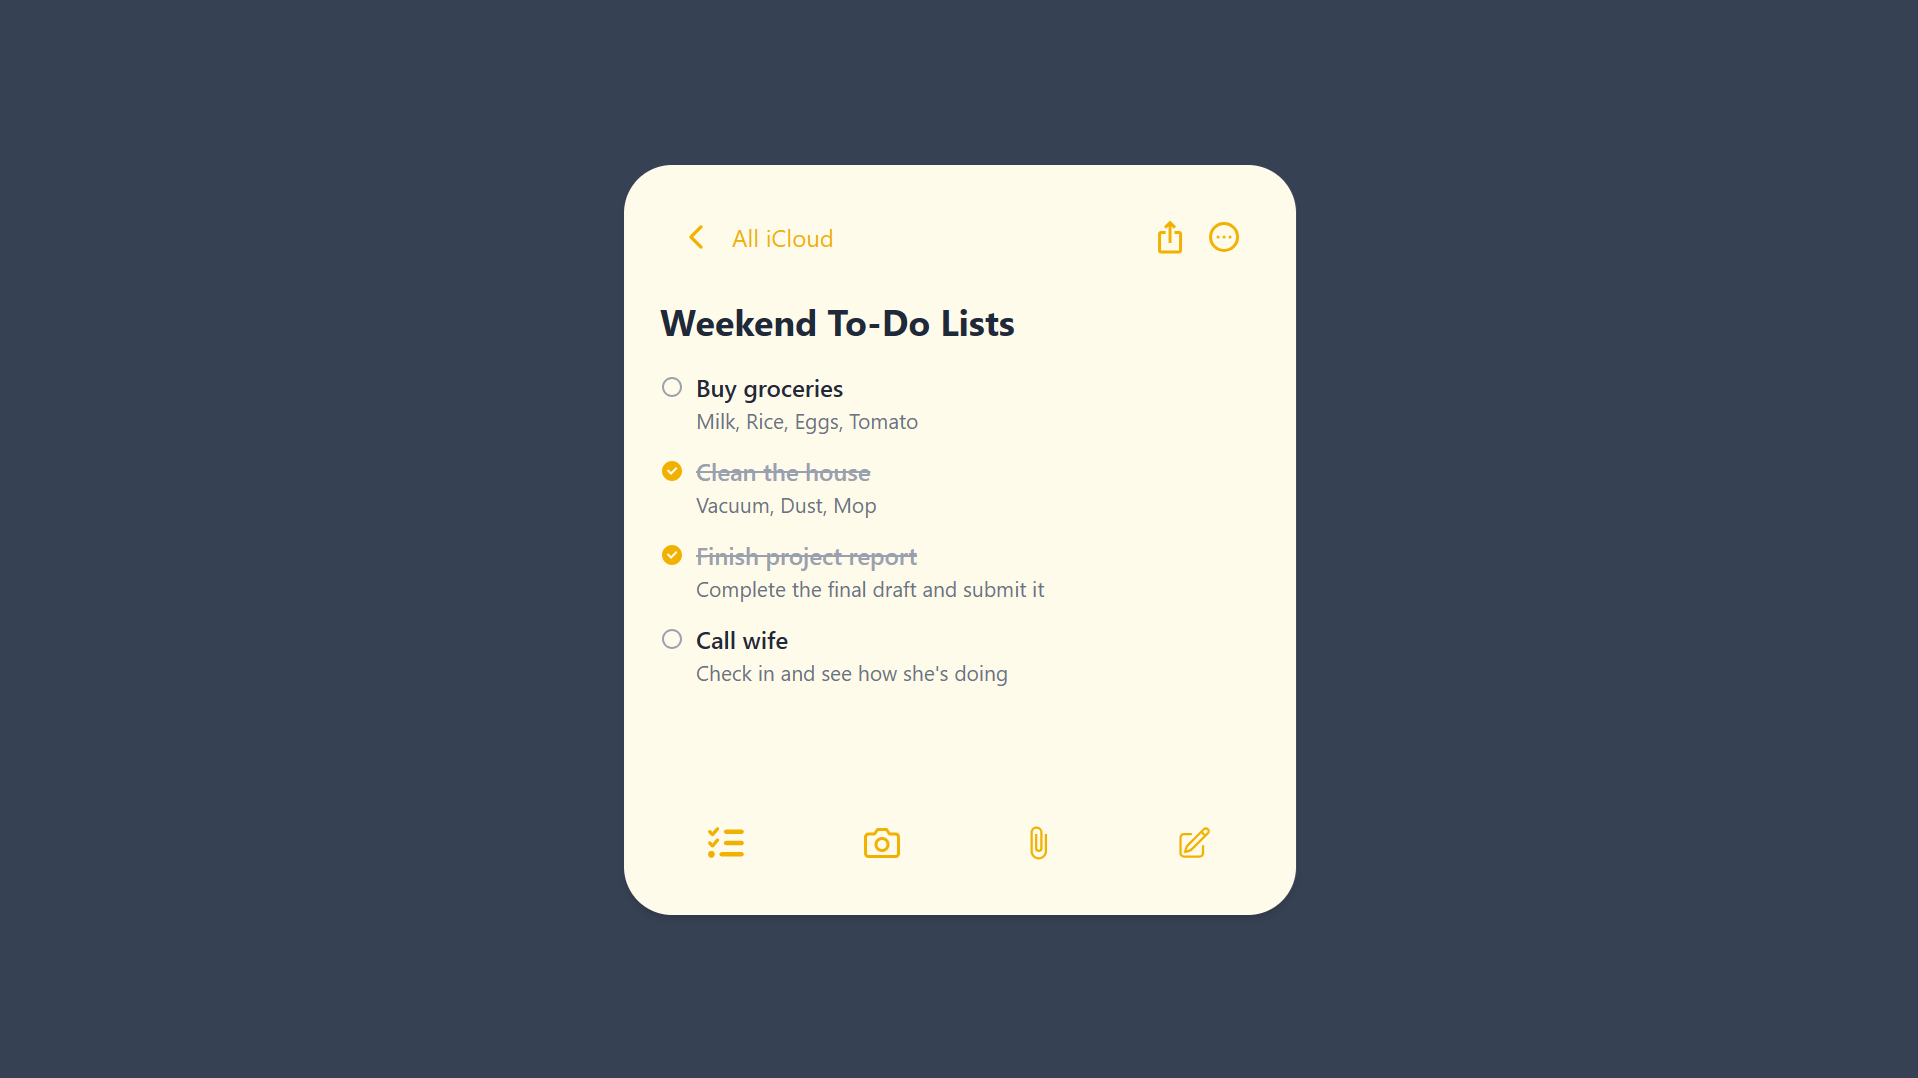 All iCloud
Weekend To-Do Lists
Buy groceries
Milk, Rice, Eggs, Tomato
Clean the house
Vacuum, Dust, Mop
Finish project report
Complete the final draft and submit it
Call wife
Check in and see how she's doing